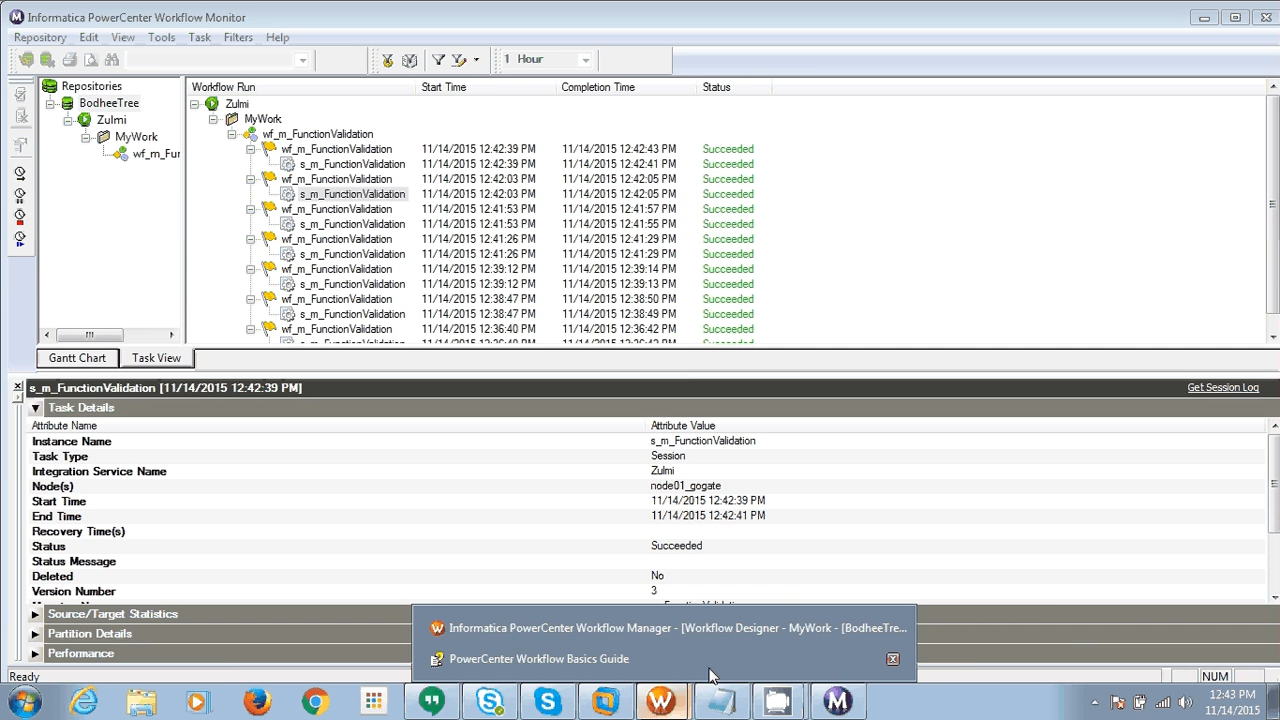 Informatica PowerCenter Workflow Monitor
Repository Edit View Tools Task Filters Help
1 Hour
Repositories
BodheeTree
Zulmi
MyWork
wf_m_Fur
Workflow Run Start Time Completion Time Status
Zulmi
MyWork
wf_m_FunctionValidation
wf_m_FunctionValidation 11/14/2015 12:42:39 PM 11/14/2015 12:42:43 PM Succeeded
s_m_FunctionValidation 11/14/2015 12:42:39 PM 11/14/2015 12:42:41 PM Succeeded
wf_m_FunctionValidation 11/14/2015 12:42:03 PM 11/14/2015 12:42:05 PM Succeeded
s_m_FunctionValidation 11/14/2015 12:42:03 PM 11/14/2015 12:42:05 PM Succeeded
wf_m_FunctionValidation 11/14/2015 12:41:53 PM 11/14/2015 12:41:57 PM Succeeded
s_m_FunctionValidation 11/14/2015 12:41:53 PM 11/14/2015 12:41:55 PM Succeeded
wf_m_FunctionValidation 11/14/2015 12:41:26 PM 11/14/2015 12:41:29 PM Succeeded
s_m_FunctionValidation 11/14/2015 12:41:26 PM 11/14/2015 12:41:29 PM Succeeded
wf_m_FunctionValidation 11/14/2015 12:39:12 PM 11/14/2015 12:39:14 PM Succeeded
s_m_FunctionValidation 11/14/2015 12:39:12 PM 11/14/2015 12:39:13 PM Succeeded
wf_m_FunctionValidation 11/14/2015 12:38:47 PM 11/14/2015 12:38:50 PM Succeeded
s_m_FunctionValidation 11/14/2015 12:38:47 PM 11/14/2015 12:38:49 PM Succeeded
wf_m_FunctionValidation 11/14/2015 12:36:40 PM 11/14/2015 12:36:42 PM Succeeded
Gantt Chart Task View
s_m_FunctionValidation [11/14/2015 12:42:39 PM] Get Session Log
Task Details
Attribute Name Attribute Value
Instance Name s_m_FunctionValidation
Task Type Session
Integration Service Name Zulmi
Node(s) node01_gogate
Start Time 11/14/2015 12:42:39 PM
End Time 11/14/2015 12:42:41 PM
Recovery Time(s)
Status Succeeded
Status Message
Deleted No
Version Number 3
Source/Target Statistics
Partition Details
Performance
Informatica PowerCenter Workflow Manager - [Workflow Designer - MyWork - [BodheeTre...
PowerCenter Workflow Basics Guide
Ready NUM
12:43 PM
11/14/2015